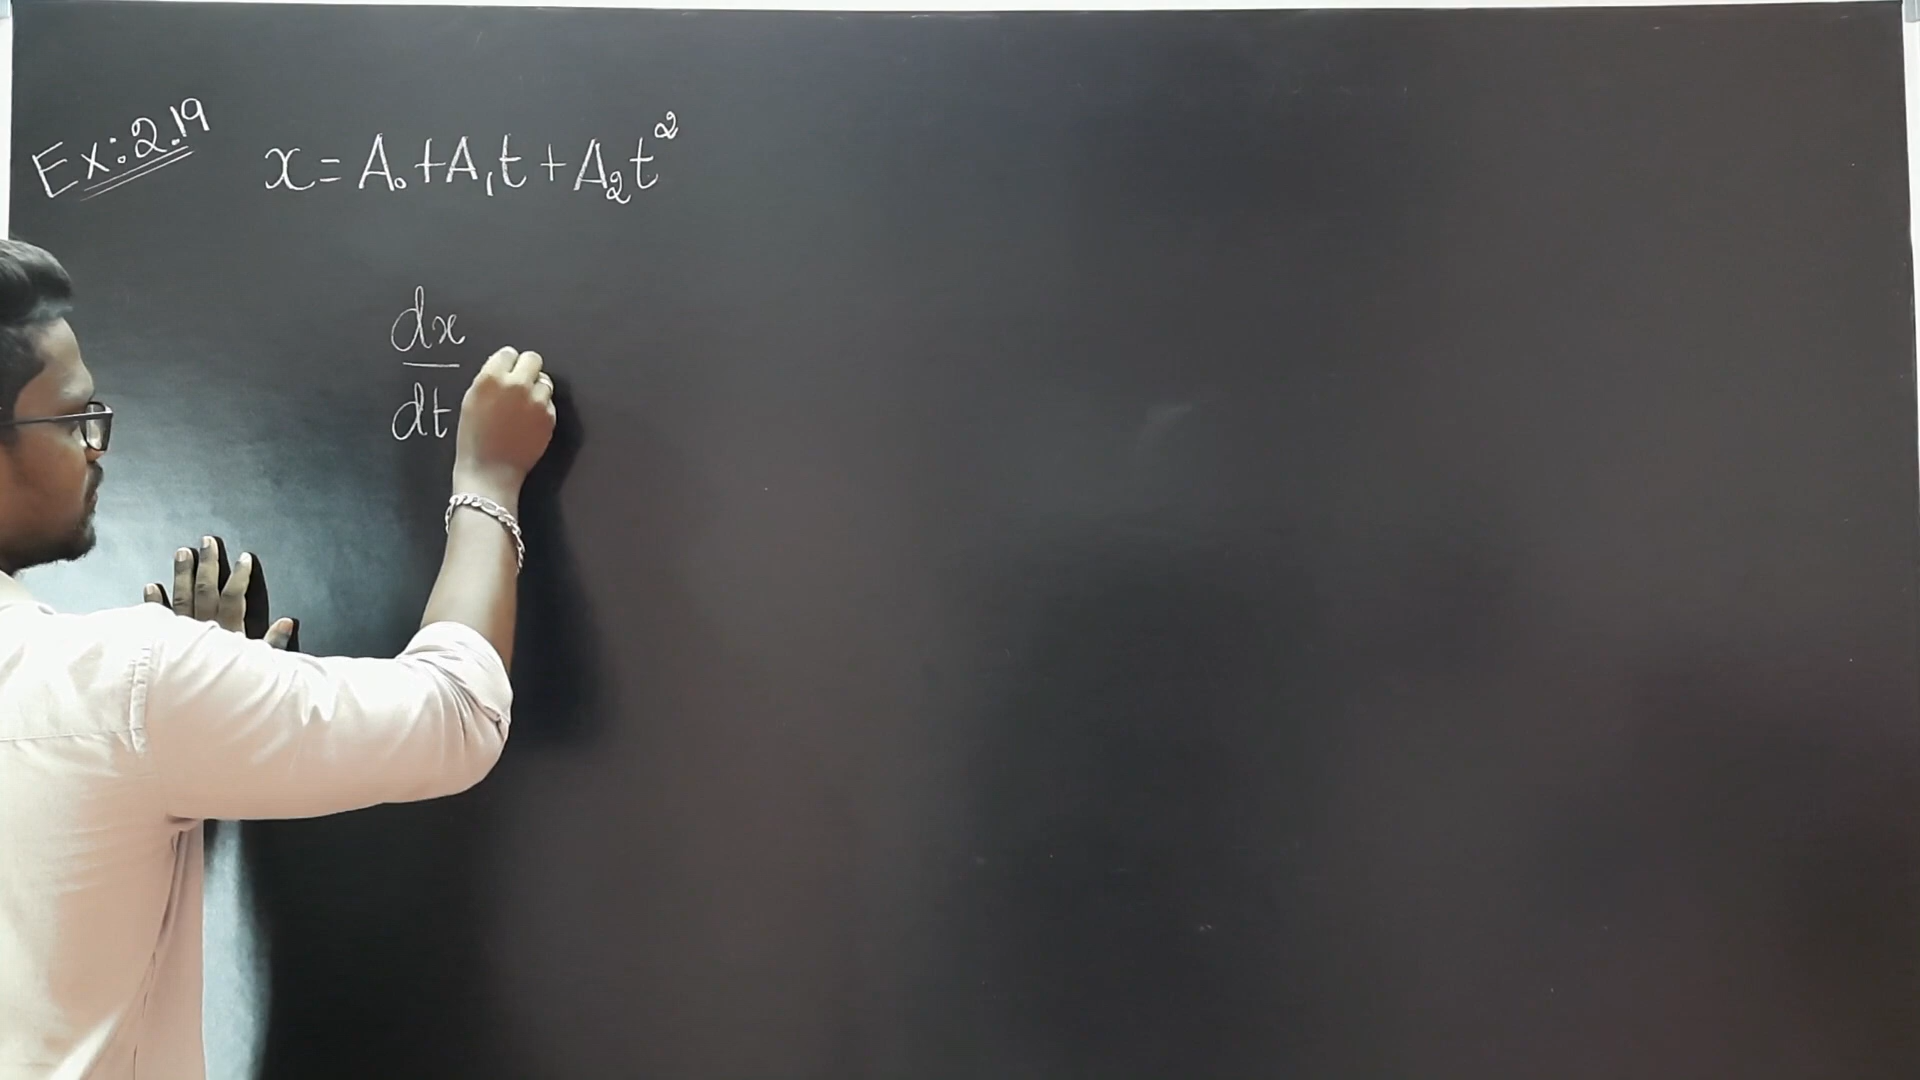 Ex:2.19
x = A₀ + A₁t + A₂t²
dx
dt